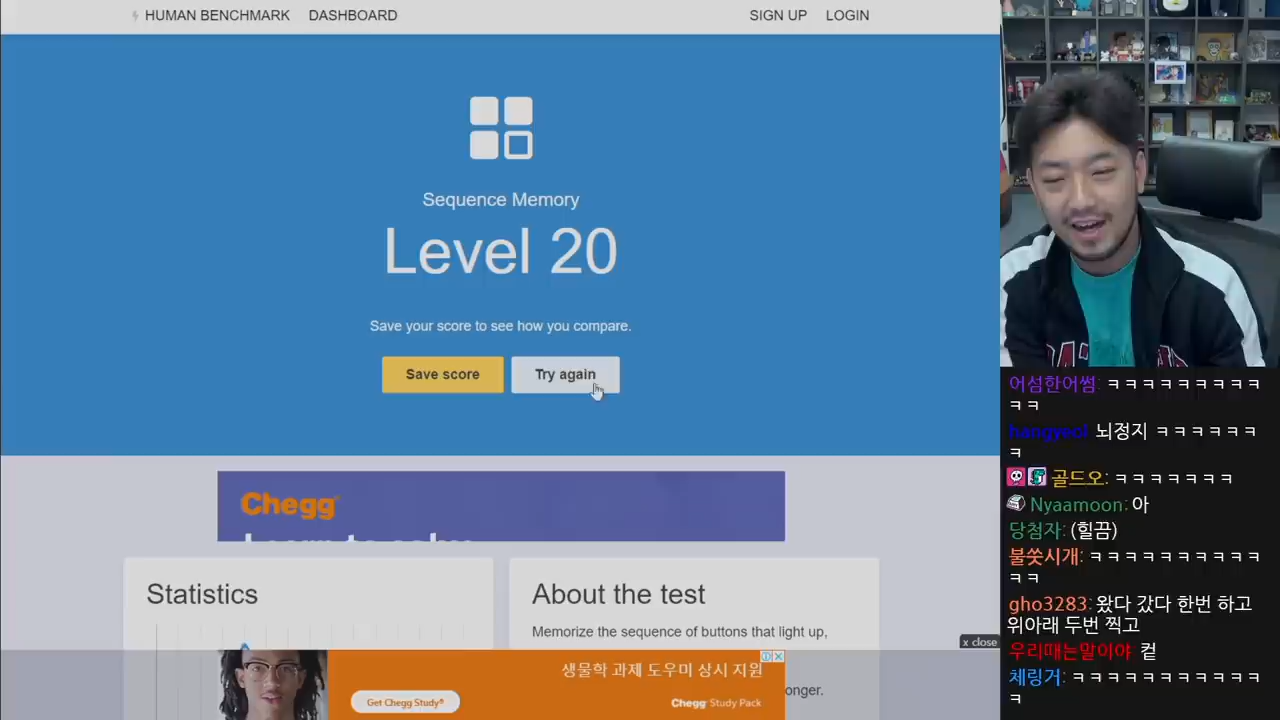 HUMAN BENCHMARK DASHBOARD SIGN UP LOGIN
Sequence Memory
Level 20
Save your score to see how you compare.
Save score Try again
Chegg
Statistics
About the test
Memorize the sequence of buttons that light up,
onger.
x close
생물학 과제 도우미 상시 지원
Get Chegg Study®
Chegg Study Pack
어섬한어썸: ㅋㅋㅋㅋㅋㅋㅋㅋㅋ
ㅋㅋ
hangyeol 뇌정지 ㅋㅋㅋㅋㅋㅋ
ㅋ
골드오: ㅋㅋㅋㅋㅋㅋㅋ
Nyaamoon: 아
당첨자: (힐끔)
불쏫시개: ㅋㅋㅋㅋㅋㅋㅋㅋㅋㅋ
ㅋㅋ
gho3283: 왔다 갔다 한번 하고
위아래 두번 찍고
우리때는말이야 컽
체링거: ㅋㅋㅋㅋㅋㅋㅋㅋㅋㅋㅋ
ㅋ